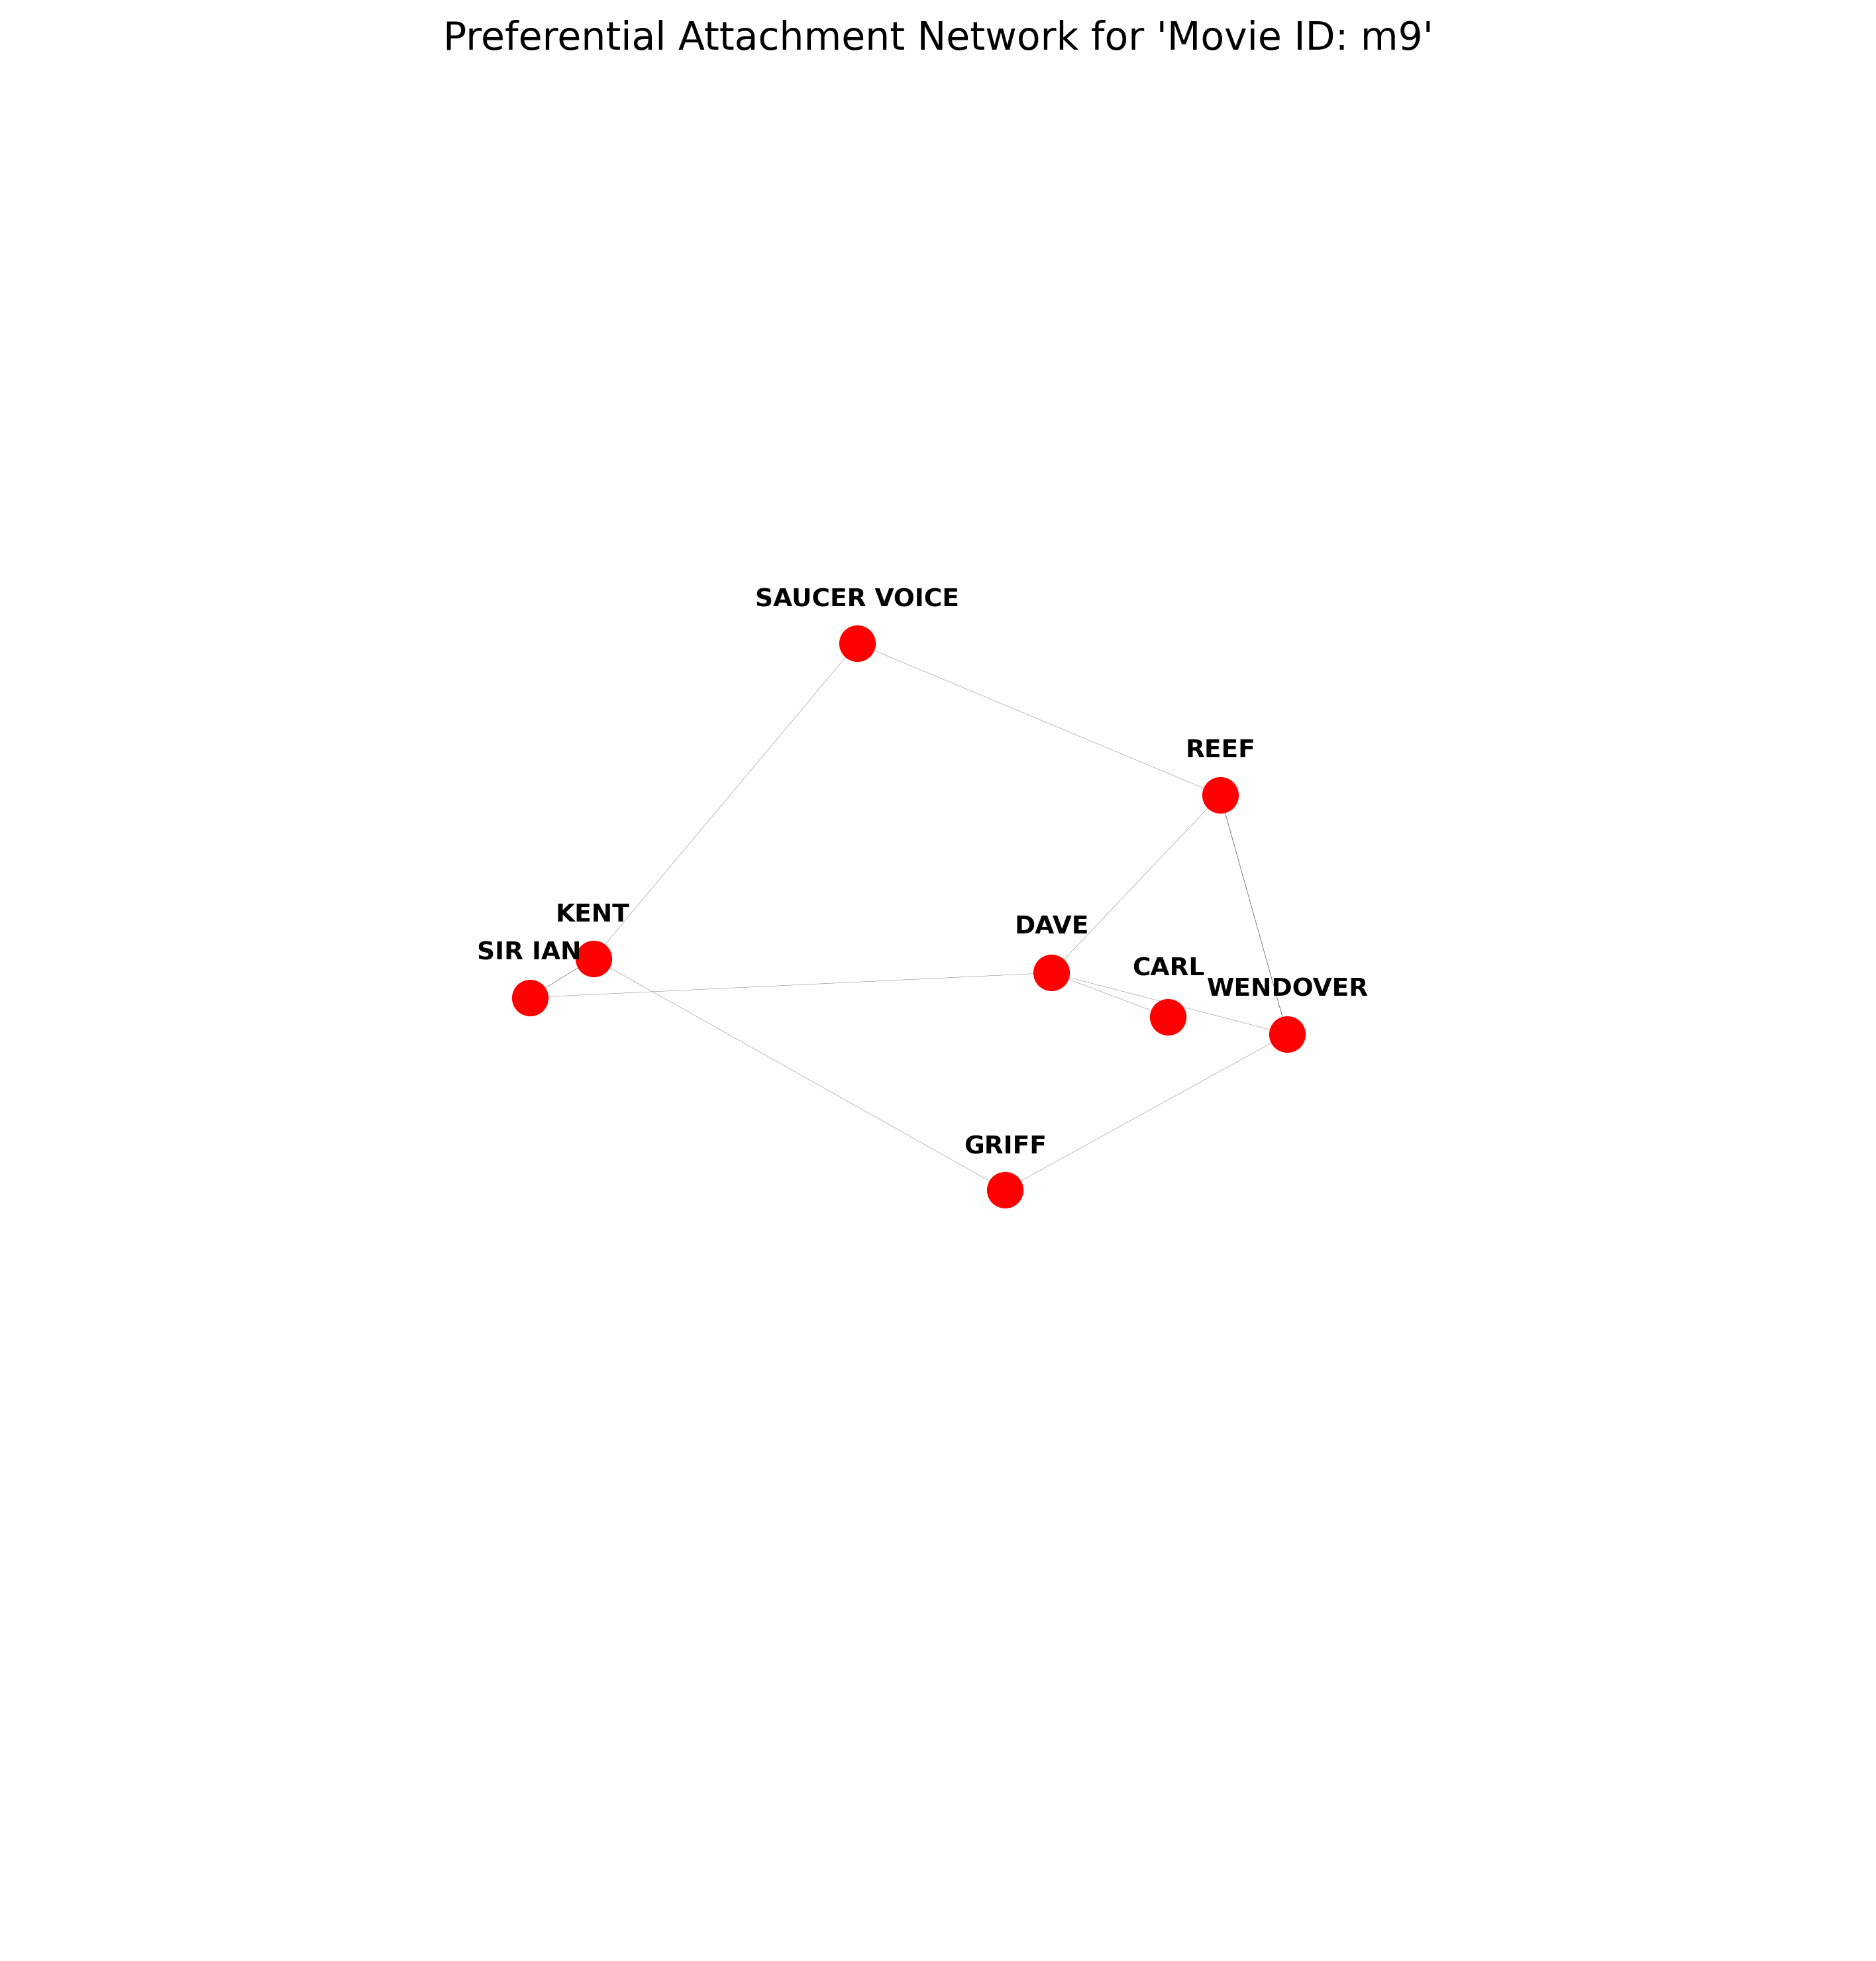 Preferential Attachment Network for 'Movie ID: m9'
SAUCER VOICE
REEF
KENT
DAVE
SIR IAN
CARL
WENDOVER
GRIFF